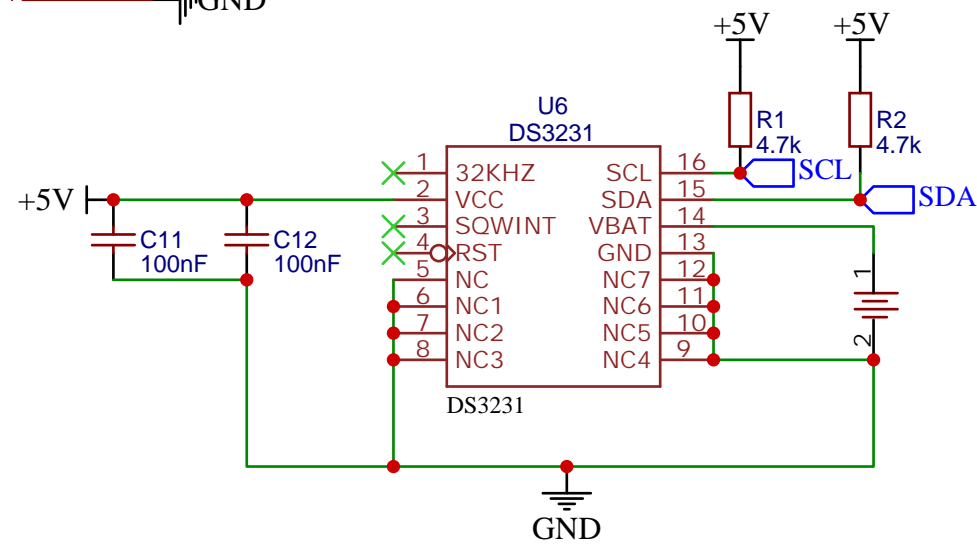 GND
+5V
+5V
R1
4.7k
R2
4.7k
SCL
SDA
U6
DS3231
1
2
3
4
5
6
7
8
32KHZ
VCC
SQWINT
RST
NC
NC1
NC2
NC3
SCL
SDA
VBAT
GND
NC7
NC6
NC5
NC4
16
15
14
13
12
11
10
9
+5V
C11
100nF
C12
100nF
1
2
DS3231
GND